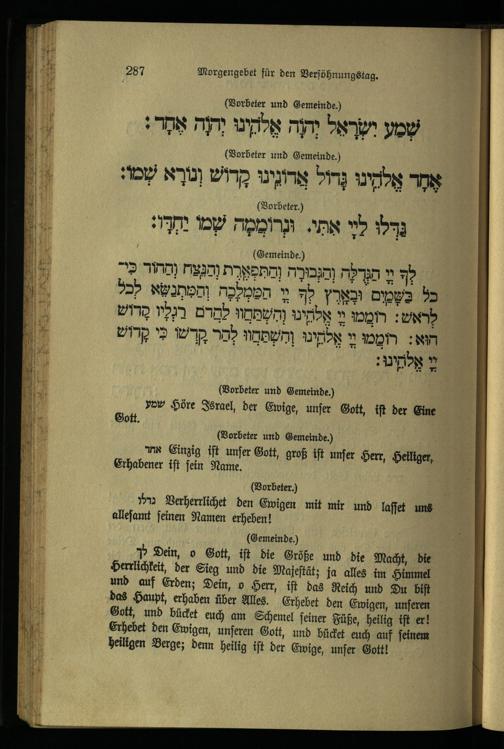 287 Morgengebet für den Versöhnungstag.
(Vorbeter und Gemeinde.)
שְׁמַע יִשְׂרָאֵל יְהוָֹה אֱלֹהֵֽינוּ יְהוָֹה אֶחָד:
(Vorbeter und Gemeinde.)
אֶחָד אֱלֹהֵֽינוּ גָּדוֹל אֲדוֹנֵֽינוּ קָדוֹשׁ וְנוֹרָא שְׁמוֹ:
(Vorbeter.)
גַּדְּלוּ לַיְיָ אִתִּי. וּנְרוֹמְמָה שְׁמוֹ יַחְדָּו:
(Gemeinde.)
לְךָ יְיָ הַגְּדֻלָּה וְהַגְּבוּרָה וְהַתִּפְאֶֽרֶת וְהַנֵּֽצַח וְהַהוֹד כִּי־
כֹל בַּשָּׁמַֽיִם וּבָאָֽרֶץ לְךָ יְיָ הַמַּמְלָכָה וְהַמִּתְנַשֵּׂא לְכֹל
לְרֹאשׁ: רוֹמְמוּ יְיָ אֱלֹהֵֽינוּ וְהִשְׁתַּחֲווּ לַהֲדֹם רַגְלָיו קָדוֹשׁ
הוּא: רוֹמְמוּ יְיָ אֱלֹהֵֽינוּ וְהִשְׁתַּחֲווּ לְהַר קָדְשׁוֹ כִּי קָדוֹשׁ
יְיָ אֱלֹהֵֽינוּ:
(Vorbeter und Gemeinde.)
שמע Höre Israel, der Ewige, unser Gott, ist der Eine
Gott.
(Vorbeter und Gemeinde.)
אחד Einzig ist unser Gott, groß ist unser Herr, Heiliger,
Erhabener ist sein Name.
(Vorbeter.)
גדלו Verherrlichet den Ewigen mit mir und lasset uns
allesamt seinen Namen erheben!
(Gemeinde.)
לך Dein, o Gott, ist die Größe und die Macht, die
Herrlichkeit, der Sieg und die Majestät; ja alles im Himmel
und auf Erden; Dein, o Herr, ist das Reich und Du bist
das Haupt, erhaben über Alles. Erhebet den Ewigen, unseren
Gott, und bücket euch am Schemel seiner Füße, heilig ist er!
Erhebet den Ewigen, unseren Gott, und bücket euch auf seinem
heiligen Berge; denn heilig ist der Ewige, unser Gott!